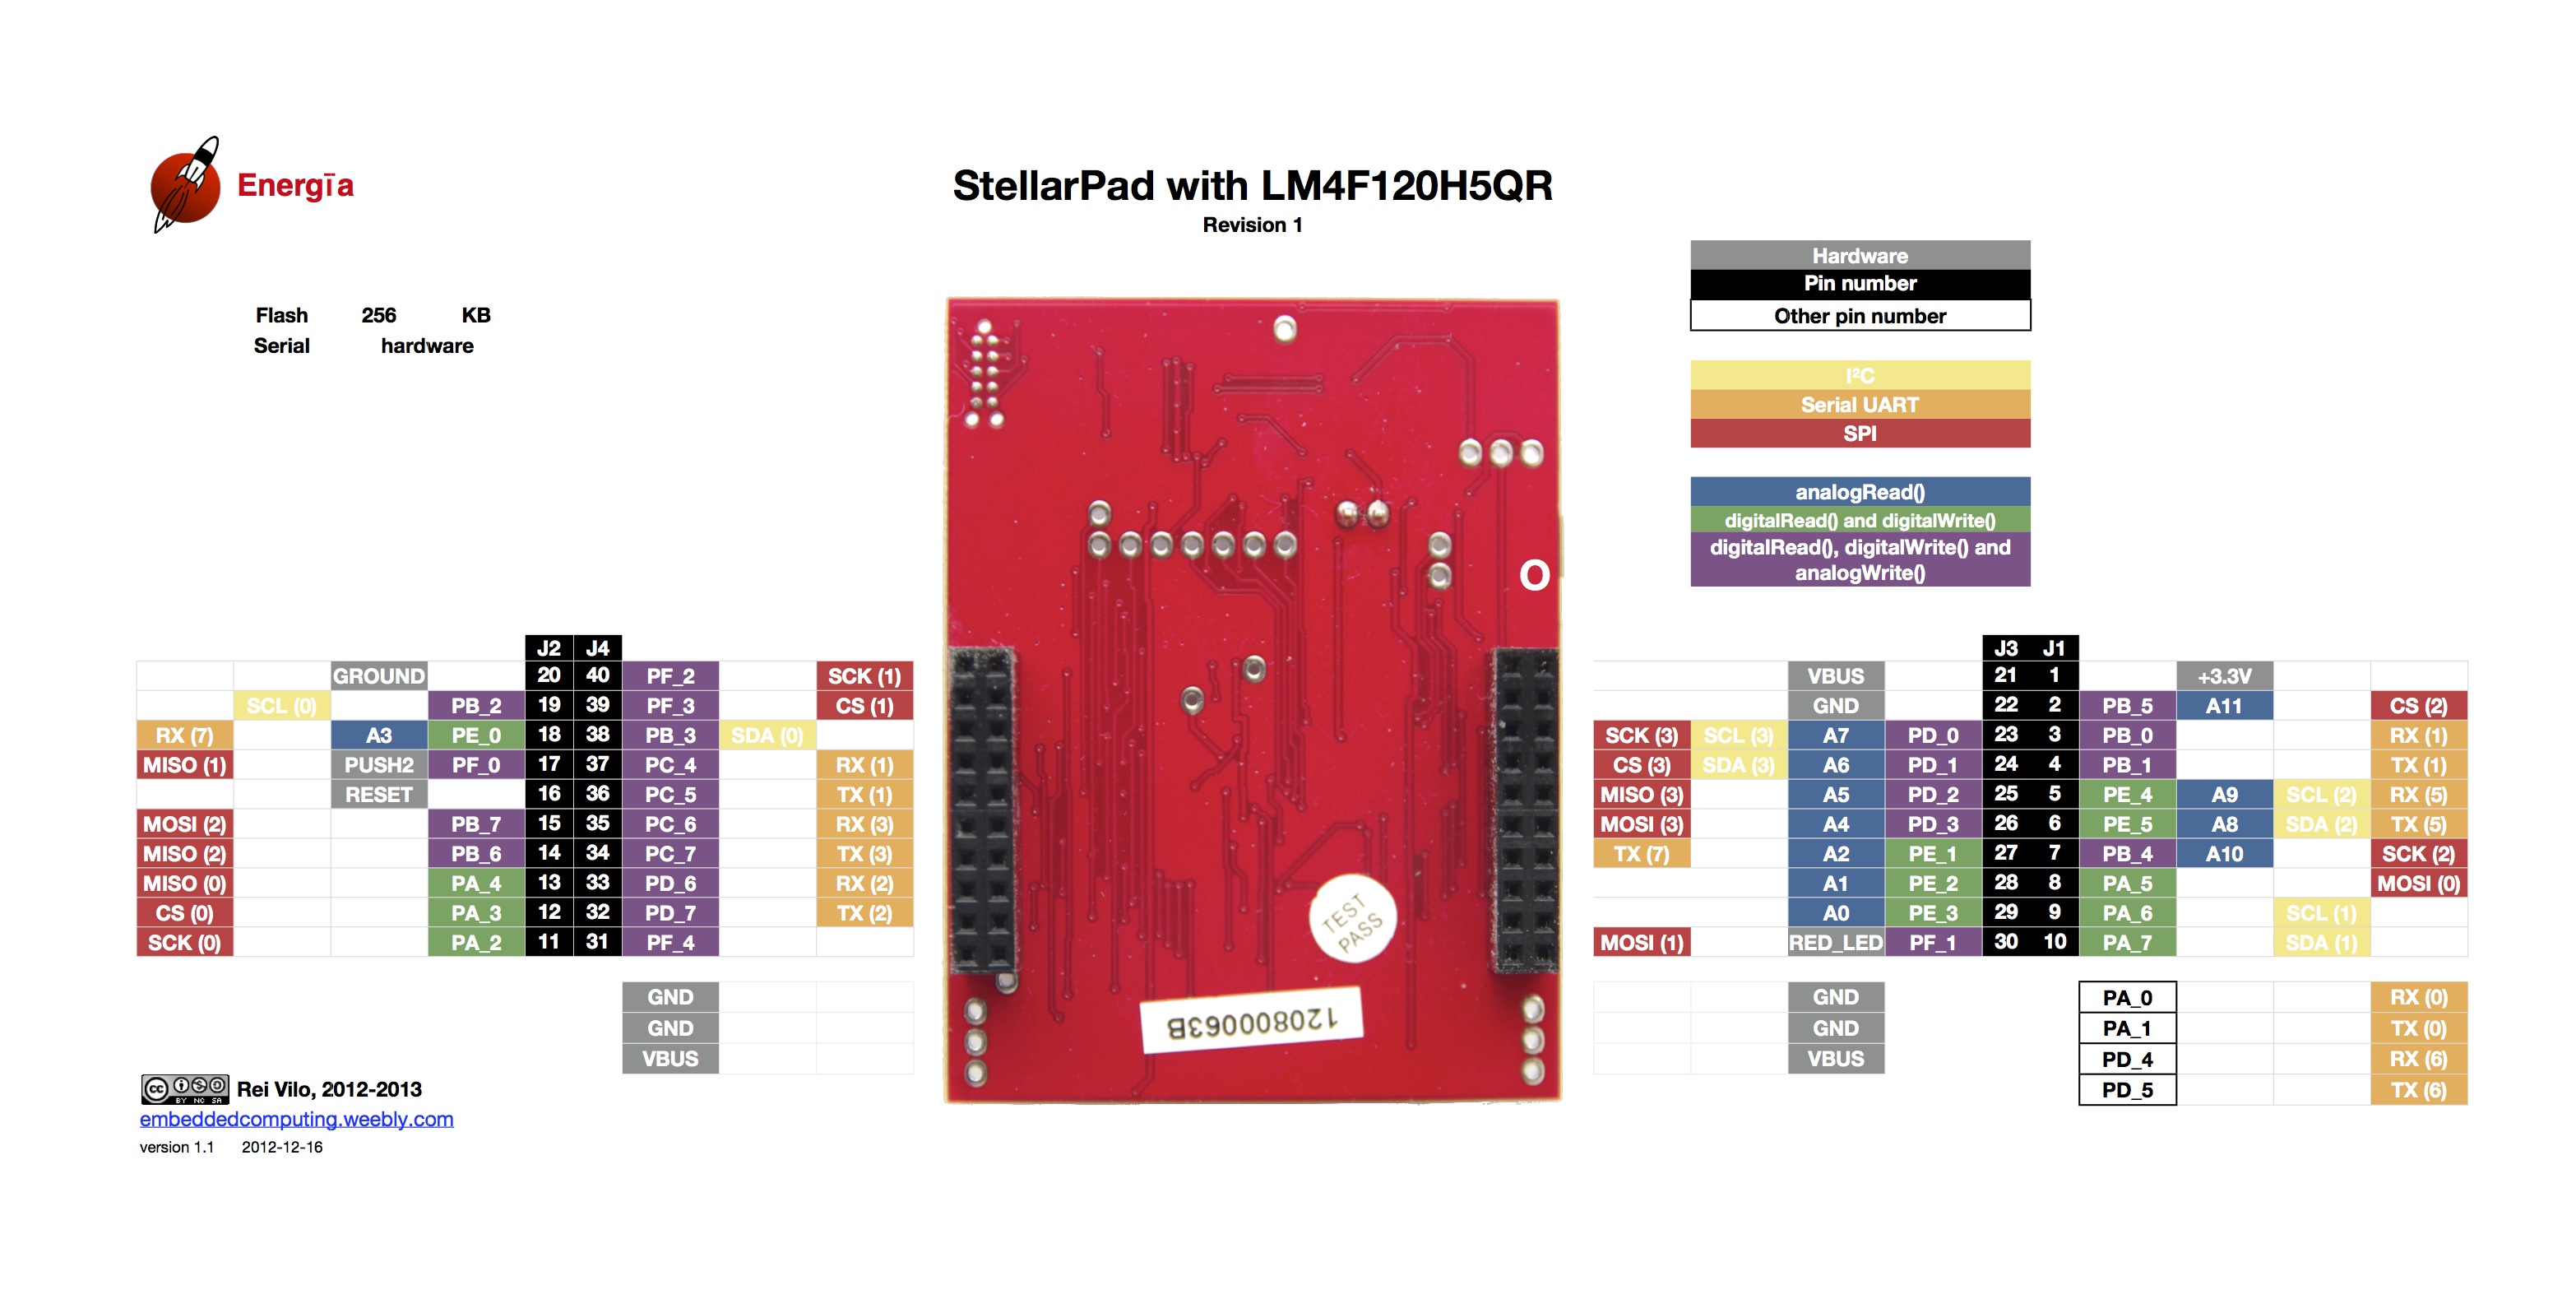 Energīa
StellarPad with LM4F120H5QR
Revision 1
Flash 256 KB
Serial hardware
Hardware
Pin number
Other pin number
I²C
Serial UART
SPI
analogRead()
digitalRead() and digitalWrite()
digitalRead(), digitalWrite() and
analogWrite()
J2 J4
GROUND 20 40 PF_2 SCK (1)
SCL (0) PB_2 19 39 PF_3 CS (1)
RX (7) A3 PE_0 18 38 PB_3 SDA (0)
MISO (1) PUSH2 PF_0 17 37 PC_4 RX (1)
RESET 16 36 PC_5 TX (1)
MOSI (2) PB_7 15 35 PC_6 RX (3)
MISO (2) PB_6 14 34 PC_7 TX (3)
MISO (0) PA_4 13 33 PD_6 RX (2)
CS (0) PA_3 12 32 PD_7 TX (2)
SCK (0) PA_2 11 31 PF_4
GND
GND
VBUS
O
TEST
PASS
12080063B
J3 J1
VBUS 21 1 +3.3V
GND 22 2 PB_5 A11 CS (2)
SCK (3) SCL (3) A7 PD_0 23 3 PB_0 RX (1)
CS (3) SDA (3) A6 PD_1 24 4 PB_1 TX (1)
MISO (3) A5 PD_2 25 5 PE_4 A9 SCL (2) RX (5)
MOSI (3) A4 PD_3 26 6 PE_5 A8 SDA (2) TX (5)
TX (7) A2 PE_1 27 7 PB_4 A10 SCK (2)
A1 PE_2 28 8 PA_5 MOSI (0)
A0 PE_3 29 9 PA_6 SCL (1)
MOSI (1) RED_LED PF_1 30 10 PA_7 SDA (1)
GND PA_0 RX (0)
GND PA_1 TX (0)
VBUS PD_4 RX (6)
PD_5 TX (6)
cc BY NC SA Rei Vilo, 2012-2013
embeddedcomputing.weebly.com
version 1.1 2012-12-16